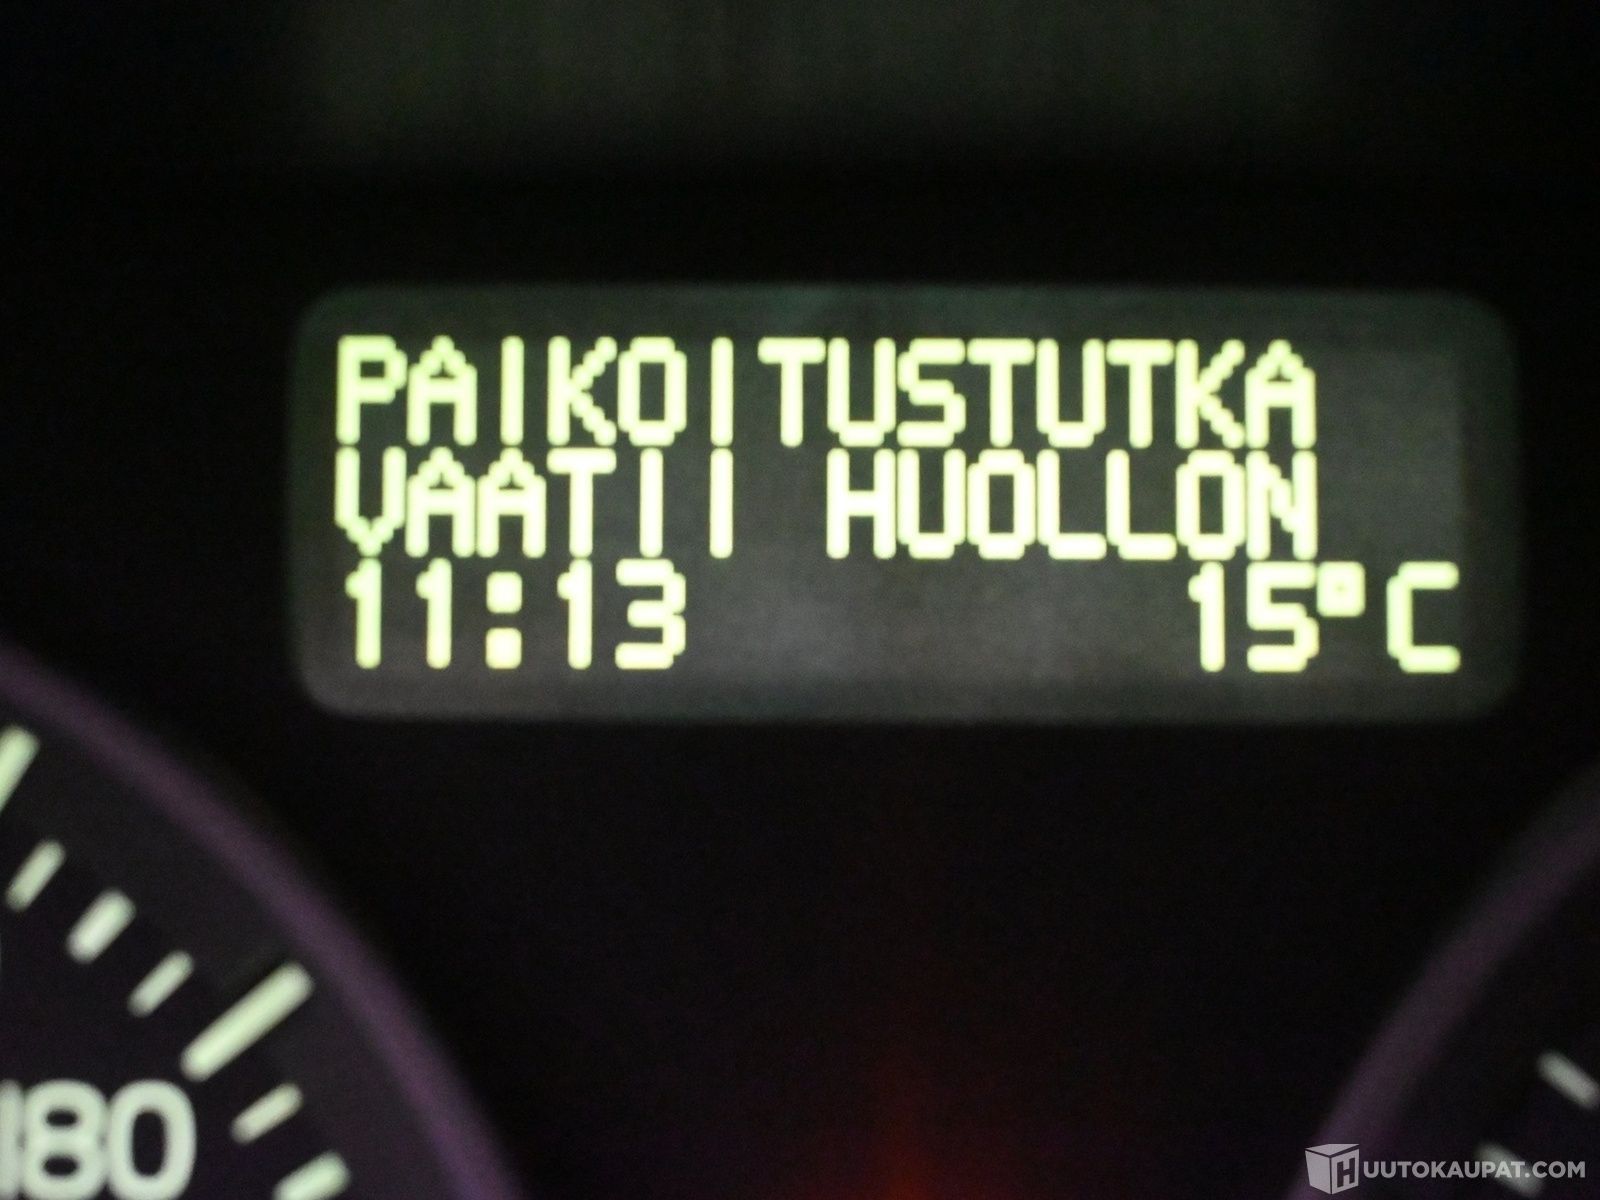 PAIKOITUSTUTKA
VAATII HUOLLON
11:13 15°C
180
HUUTOKAUPAT.COM